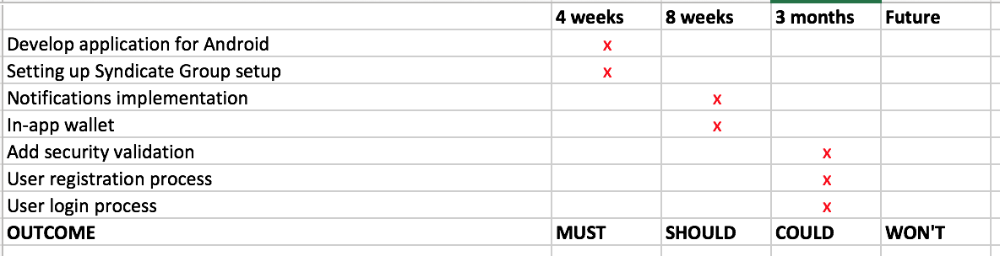 4 weeks 8 weeks 3 months Future
Develop application for Android x
Setting up Syndicate Group setup x
Notifications implementation x
In-app wallet x
Add security validation x
User registration process x
User login process x
OUTCOME MUST SHOULD COULD WON'T